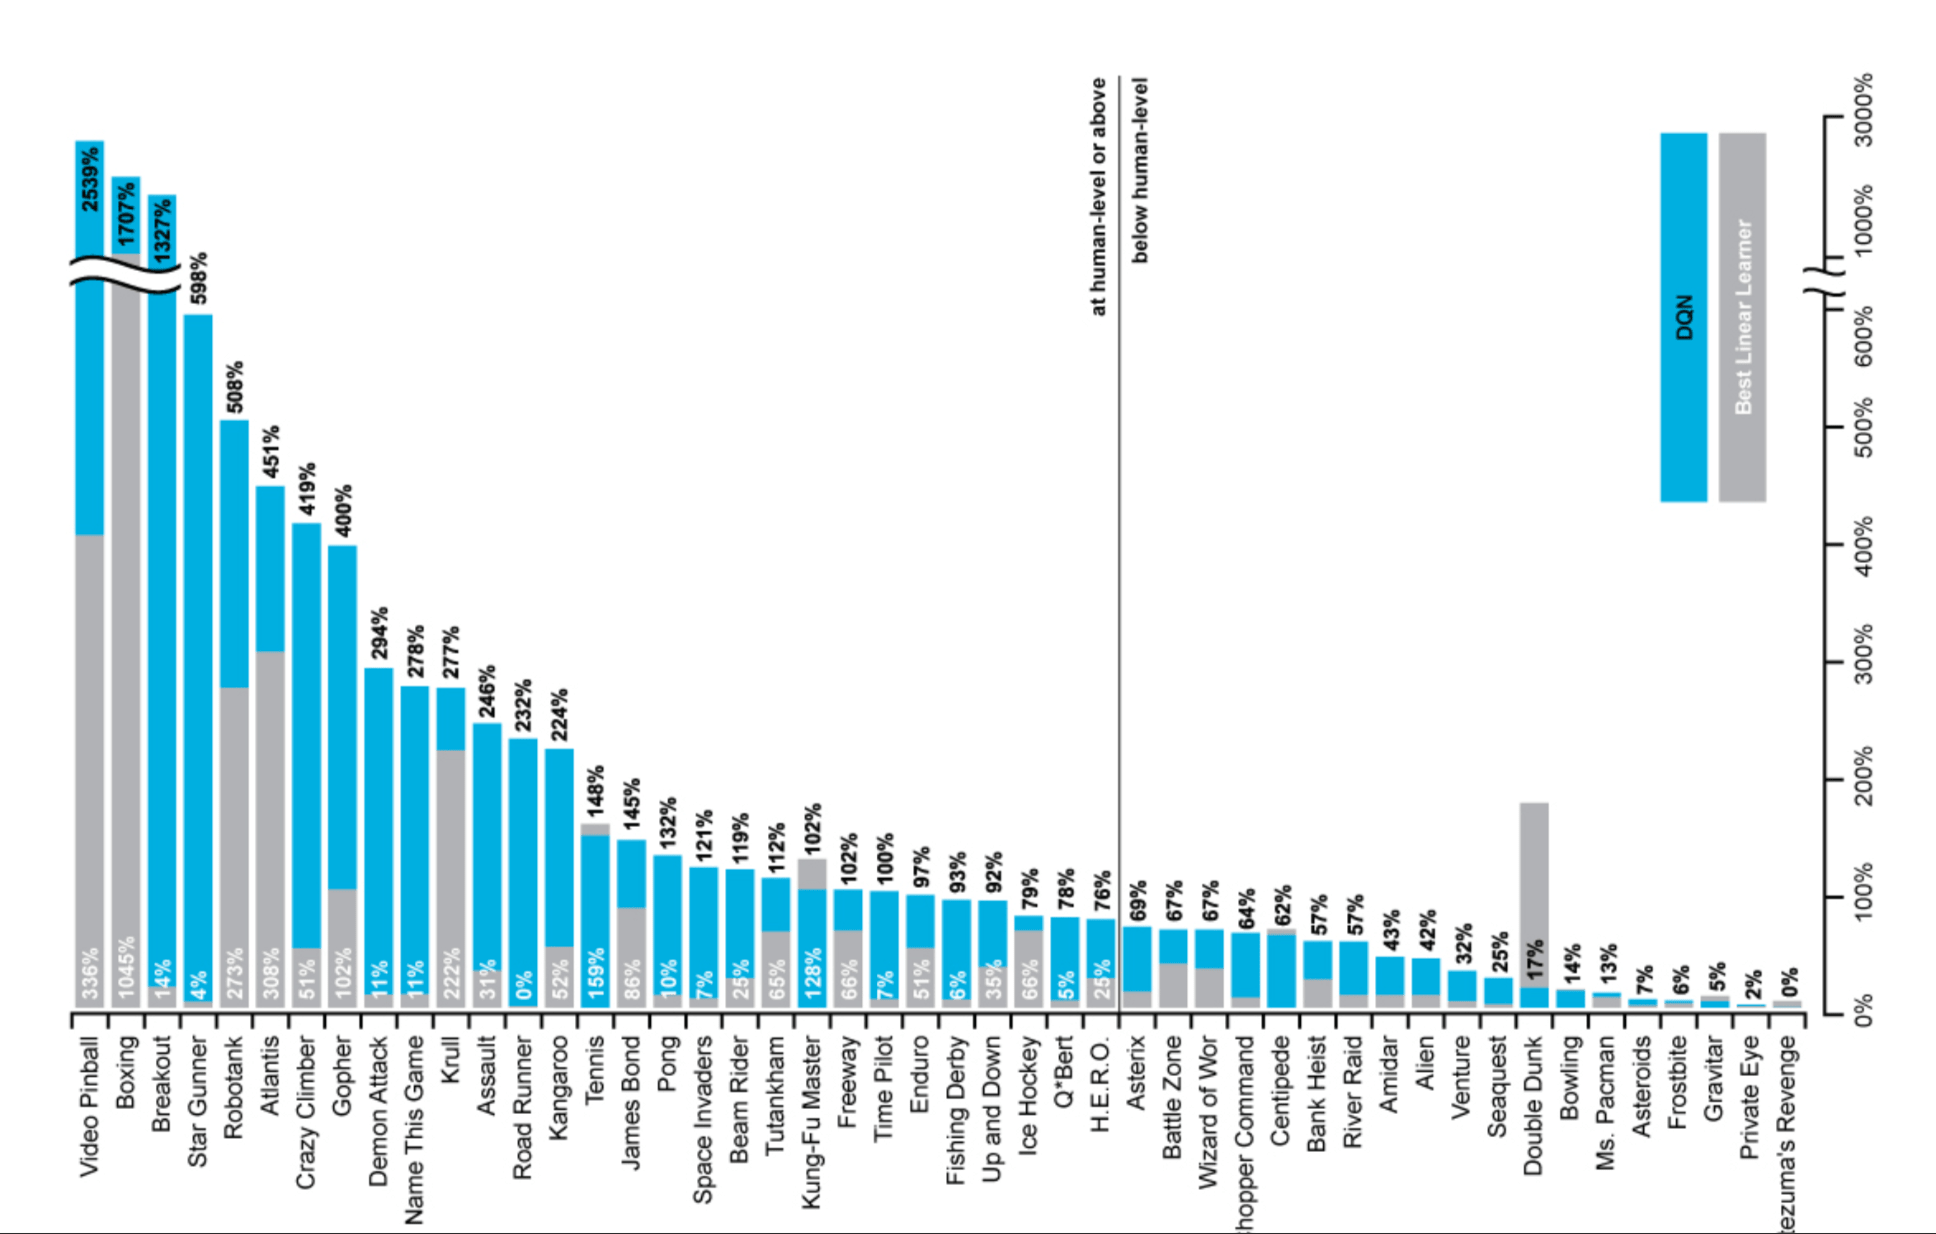 2539%
1707%
1327%
598%
508%
451%
419%
400%
294%
278%
277%
246%
232%
224%
148%
145%
132%
121%
119%
112%
102%
102%
100%
97%
93%
92%
79%
78%
76%
69%
67%
67%
64%
62%
57%
57%
43%
42%
32%
25%
17%
14%
13%
7%
6%
5%
2%
0%
336%
1045%
14%
4%
273%
308%
51%
102%
11%
11%
222%
31%
0%
52%
159%
86%
10%
7%
25%
65%
128%
66%
7%
51%
6%
35%
66%
5%
25%
at human-level or above
below human-level
DQN
Best Linear Learner
3000%
1000%
600%
500%
400%
300%
200%
100%
0%
Video Pinball
Boxing
Breakout
Star Gunner
Robotank
Atlantis
Crazy Climber
Gopher
Demon Attack
Name This Game
Krull
Assault
Road Runner
Kangaroo
Tennis
James Bond
Pong
Space Invaders
Beam Rider
Tutankham
Kung-Fu Master
Freeway
Time Pilot
Enduro
Fishing Derby
Up and Down
Ice Hockey
Q*Bert
H.E.R.O.
Asterix
Battle Zone
Wizard of Wor
hopper Command
Centipede
Bank Heist
River Raid
Amidar
Alien
Venture
Seaquest
Double Dunk
Bowling
Ms. Pacman
Asteroids
Frostbite
Gravitar
Private Eye
tezuma's Revenge